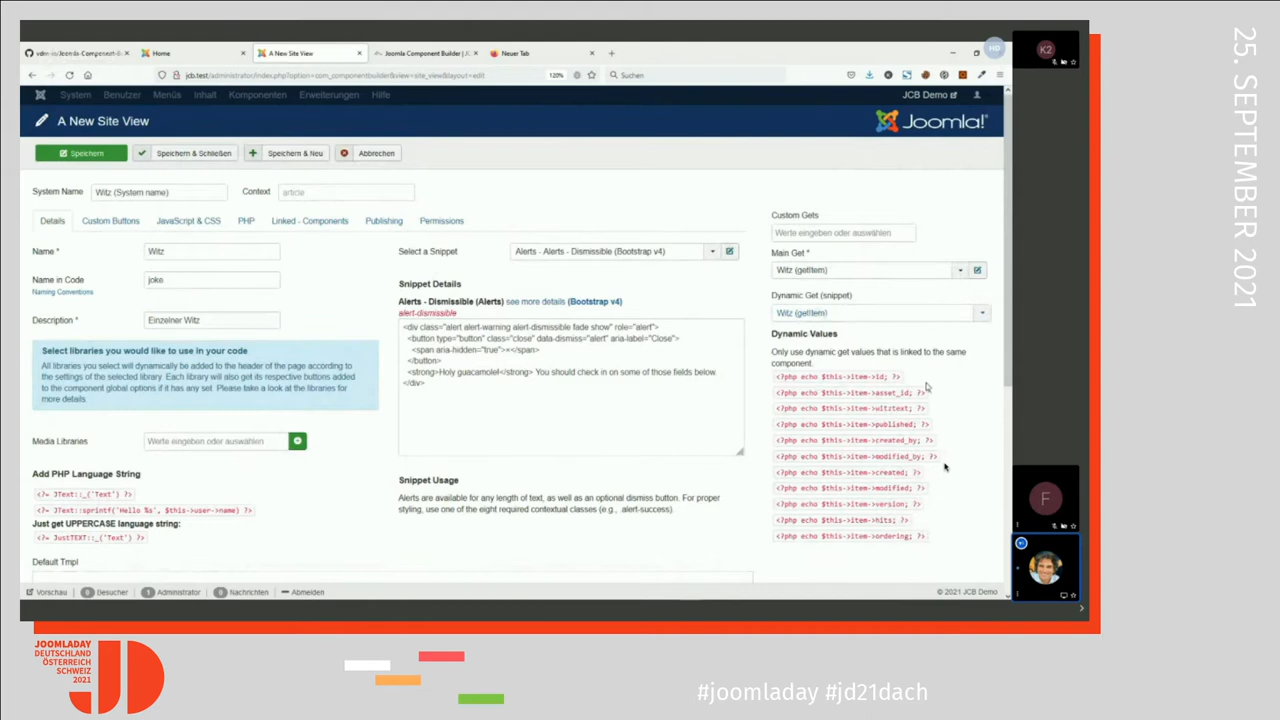 Home
A New Site View
Joomla Component Builder | JC
Neuer Tab
jcb.test/administrator/index.php?option=com_componentbuilder&view=site_view&layout=edit
120%
Suchen
HD
K2
System Benutzer Menüs Inhalt Komponenten Erweiterungen Hilfe
JCB Demo
A New Site View
Joomla!®
Speichern
Speichern & Schließen
Speichern & Neu
Abbrechen
System Name
Witz (System name)
Context
article
Details
Custom Buttons
JavaScript & CSS
PHP
Linked - Components
Publishing
Permissions
Name *
Witz
Name in Code
joke
Naming Conventions
Description *
Einzelner Witz
Select libraries you would like to use in your code
All libraries you select will dynamically be added to the header of the page according to
the settings of the selected library. Each library will also get its respective buttons added
to the component global options if it has any set. Please take a look at the libraries for
more details.
Media Libraries
Werte eingeben oder auswählen
Add PHP Language String
<?= JText::_('Text') ?>
<?= JText::sprintf('Hello %s', $this->user->name) ?>
Just get UPPERCASE language string:
<?= JustTEXT::_('Text') ?>
Default Tmpl
Select a Snippet
Alerts - Alerts - Dismissible (Bootstrap v4)
Snippet Details
Alerts - Dismissible (Alerts) see more details (Bootstrap v4)
alert-dismissible
<div class="alert alert-warning alert-dismissible fade show" role="alert">
<button type="button" class="close" data-dismiss="alert" aria-label="Close">
<span aria-hidden="true">×</span>
</button>
<strong>Holy guacamole!</strong> You should check in on some of those fields below.
</div>
Snippet Usage
Alerts are available for any length of text, as well as an optional dismiss button. For proper
styling, use one of the eight required contextual classes (e.g., .alert-success).
Custom Gets
Werte eingeben oder auswählen
Main Get *
Witz (getItem)
Dynamic Get (snippet)
Witz (getItem)
Dynamic Values
Only use dynamic get values that is linked to the same
component.
<?php echo $this->item->id; ?>
<?php echo $this->item->asset_id; ?>
<?php echo $this->item->witztext; ?>
<?php echo $this->item->published; ?>
<?php echo $this->item->created_by; ?>
<?php echo $this->item->modified_by; ?>
<?php echo $this->item->created; ?>
<?php echo $this->item->modified; ?>
<?php echo $this->item->version; ?>
<?php echo $this->item->hits; ?>
<?php echo $this->item->ordering; ?>
F
Vorschau
0 Besucher
1 Administrator
0 Nachrichten
Abmelden
© 2021 JCB Demo
25. SEPTEMBER 2021
JOOMLADAY
DEUTSCHLAND
ÖSTERREICH
SCHWEIZ
2021
JD
#joomladay #jd21dach